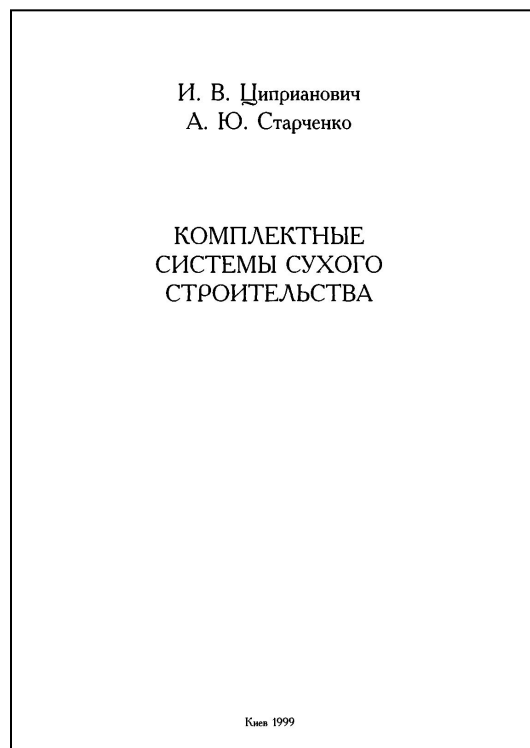 И. В. Циприанович
А. Ю. Старченко
КОМПЛЕКТНЫЕ
СИСТЕМЫ СУХОГО
СТРОИТЕЛЬСТВА
Киев 1999